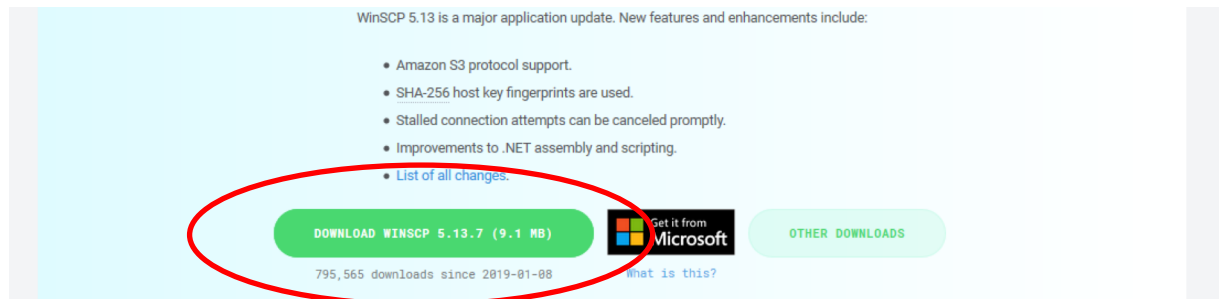 WinSCP 5.13 is a major application update. New features and enhancements include:
• Amazon S3 protocol support.
• SHA-256 host key fingerprints are used.
• Stalled connection attempts can be canceled promptly.
• Improvements to .NET assembly and scripting.
• List of all changes.
DOWNLOAD WINSCP 5.13.7 (9.1 MB)
795,565 downloads since 2019-01-08
Get it from
Microsoft
What is this?
OTHER DOWNLOADS